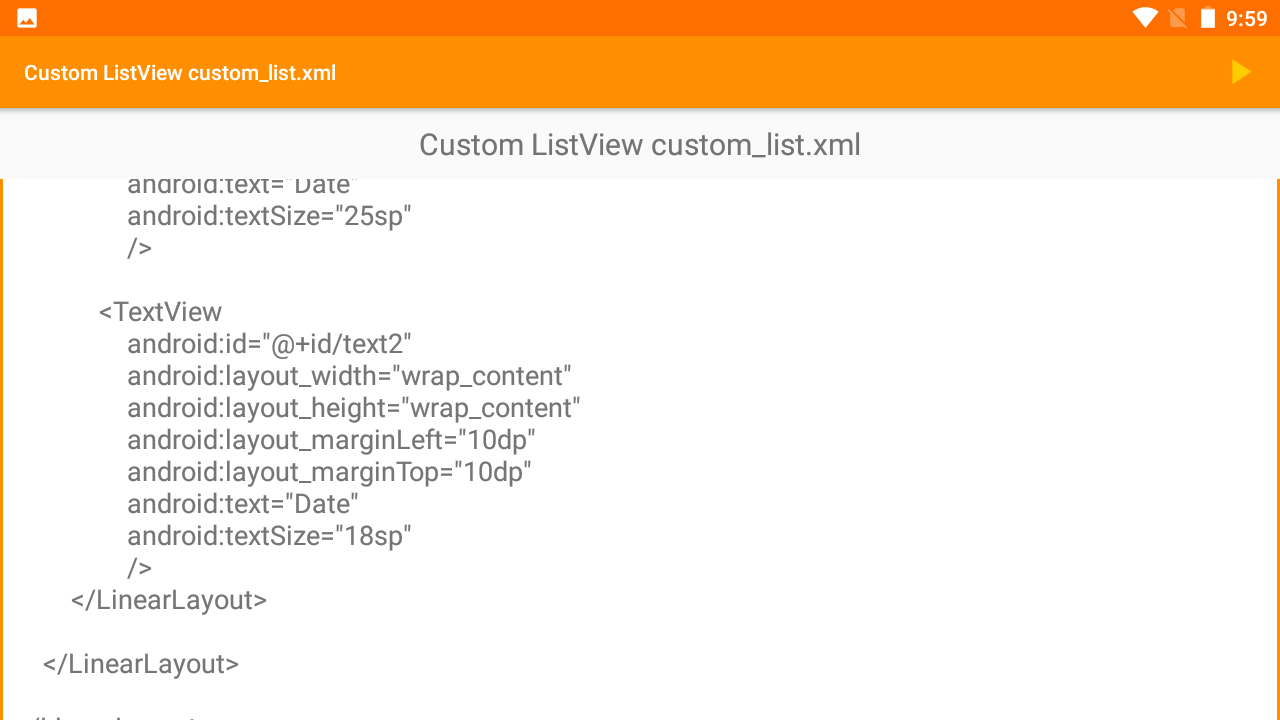 9:59
Custom ListView custom_list.xml
Custom ListView custom_list.xml
android:text="Date"
android:textSize="25sp"
/>
<TextView
android:id="@+id/text2"
android:layout_width="wrap_content"
android:layout_height="wrap_content"
android:layout_marginLeft="10dp"
android:layout_marginTop="10dp"
android:text="Date"
android:textSize="18sp"
/>
</LinearLayout>
</LinearLayout>